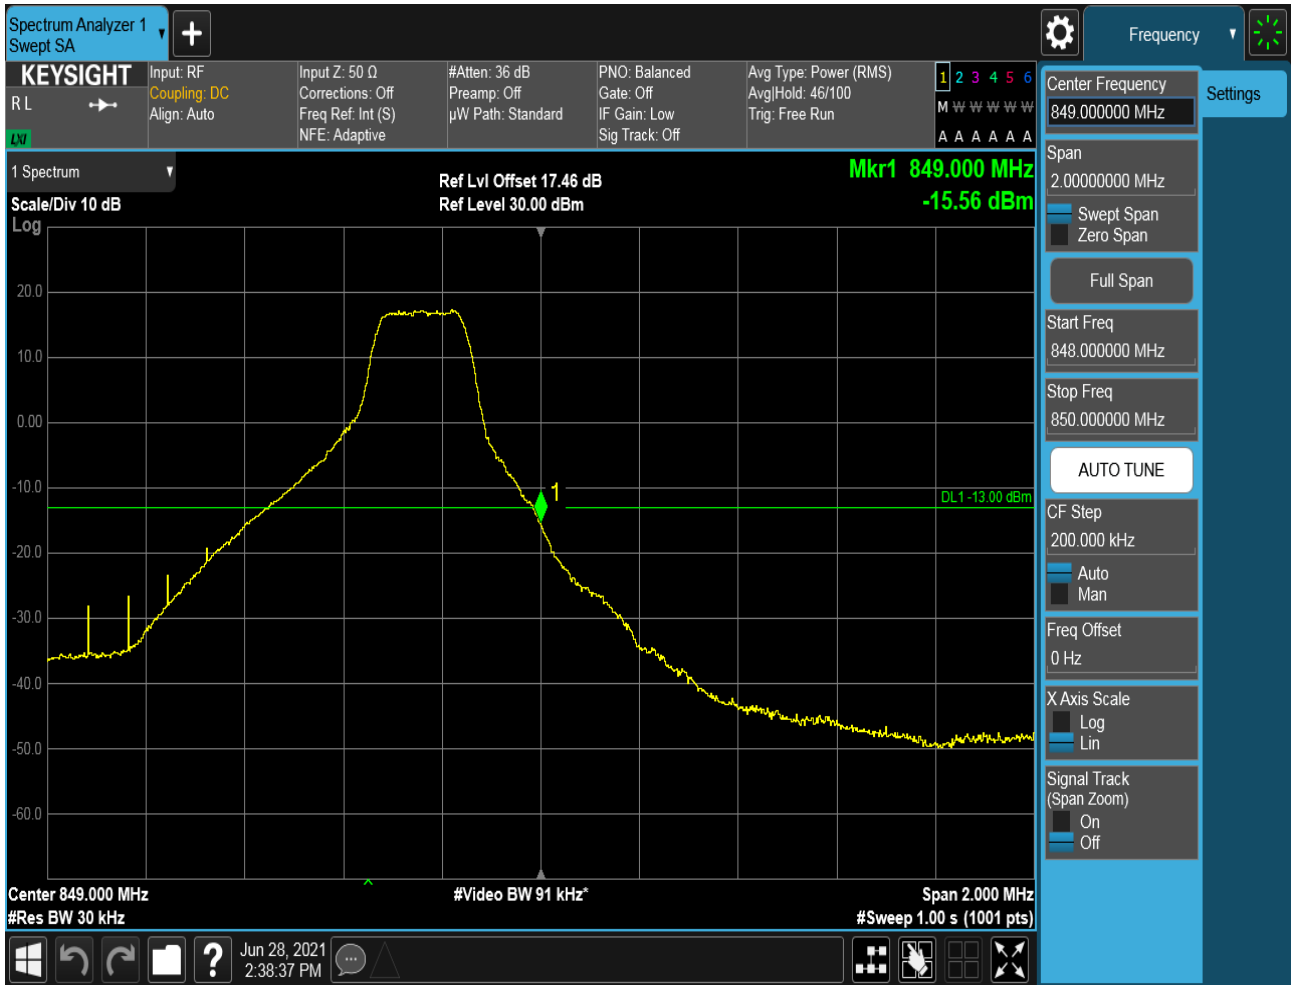 Spectrum Analyzer 1
Swept SA
Frequency
KEYSIGHT
R L
LXI
Input: RF
Coupling: DC
Align: Auto
Input Z: 50 Ω
Corrections: Off
Freq Ref: Int (S)
NFE: Adaptive
#Atten: 36 dB
Preamp: Off
µW Path: Standard
PNO: Balanced
Gate: Off
IF Gain: Low
Sig Track: Off
Avg Type: Power (RMS)
Avg|Hold: 46/100
Trig: Free Run
1 2 3 4 5 6
M W W W W W
A A A A A A
1 Spectrum
Scale/Div 10 dB
Log
Ref Lvl Offset 17.46 dB
Ref Level 30.00 dBm
Mkr1 849.000 MHz
-15.56 dBm
20.0
10.0
0.00
-10.0
-20.0
-30.0
-40.0
-50.0
-60.0
1
DL1 -13.00 dBm
Center 849.000 MHz
#Res BW 30 kHz
#Video BW 91 kHz*
Span 2.000 MHz
#Sweep 1.00 s (1001 pts)
?
Jun 28, 2021
2:38:37 PM
Center Frequency
849.000000 MHz
Settings
Span
2.00000000 MHz
Swept Span
Zero Span
Full Span
Start Freq
848.000000 MHz
Stop Freq
850.000000 MHz
AUTO TUNE
CF Step
200.000 kHz
Auto
Man
Freq Offset
0 Hz
X Axis Scale
Log
Lin
Signal Track
(Span Zoom)
On
Off